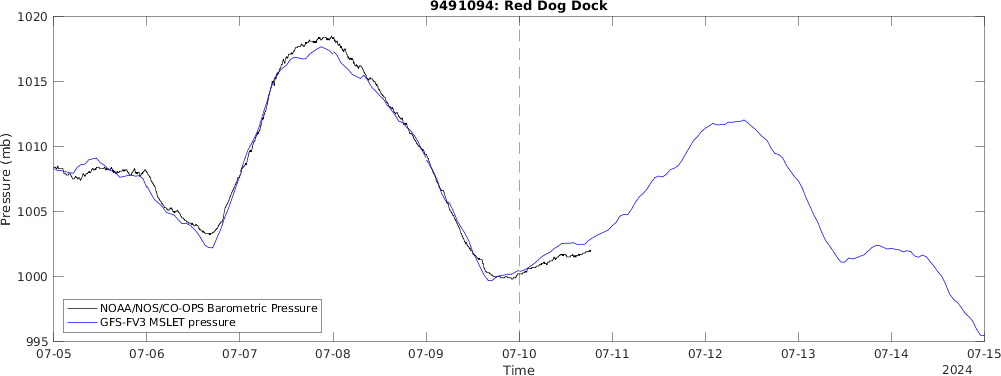 9491094: Red Dog Dock
Pressure (mb)
1020
1015
1010
1005
1000
995
NOAA/NOS/CO-OPS Barometric Pressure
GFS-FV3 MSLET pressure
07-05 07-06 07-07 07-08 07-09 07-10 07-11 07-12 07-13 07-14 07-15
Time
2024